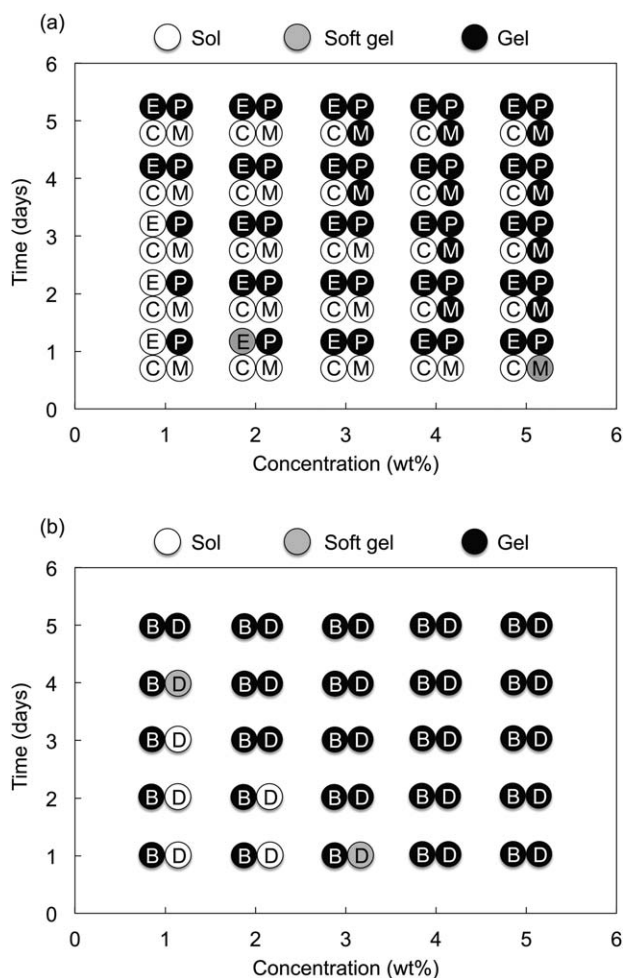 (a)
Sol Soft gel Gel
6
E P E P E P E P E P
5
C M C M C M C M C M
E P E P E P E P E P
4
C M C M C M C M C M
E P E P E P E P E P
3
C M C M C M C M C M
E P E P E P E P E P
2
C M C M C M C M C M
E P E P E P E P E P
1
C M C M C M C M C M
0
0 1 2 3 4 5 6
Time (days)
Concentration (wt%)
(b)
Sol Soft gel Gel
6
5 B D B D B D B D B D
4 B D B D B D B D B D
3 B D B D B D B D B D
2 B D B D B D B D B D
1 B D B D B D B D B D
0
0 1 2 3 4 5 6
Time (days)
Concentration (wt%)